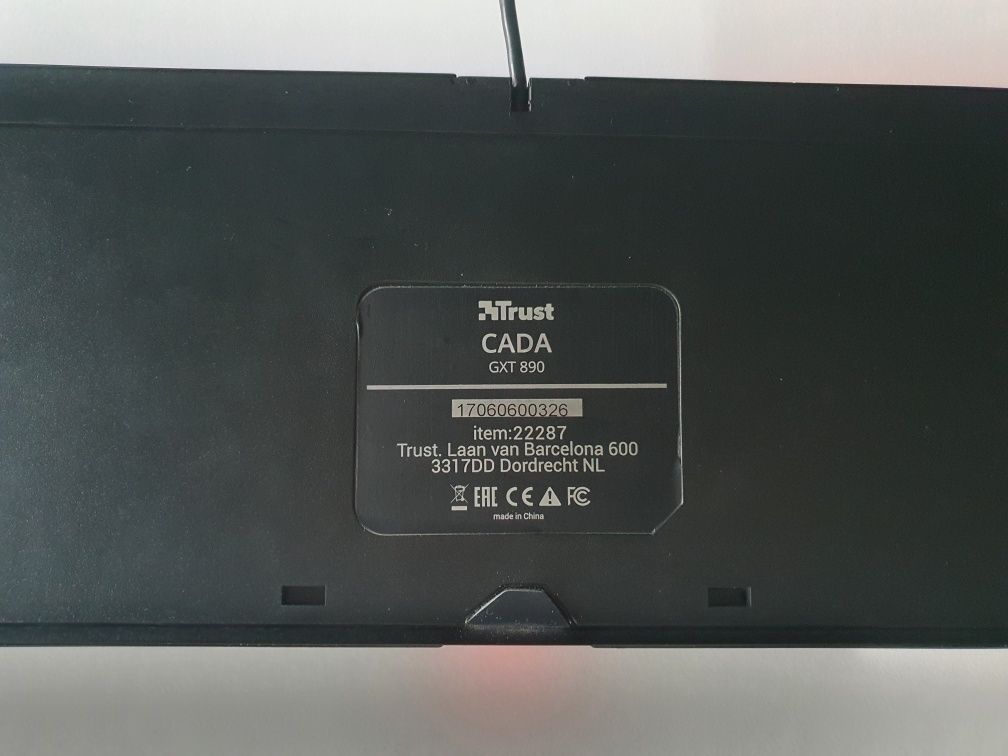 Trust
CADA
GXT 890
17060600326
item:22287
Trust. Laan van Barcelona 600
3317DD Dordrecht NL
EAC CE FC
made in China